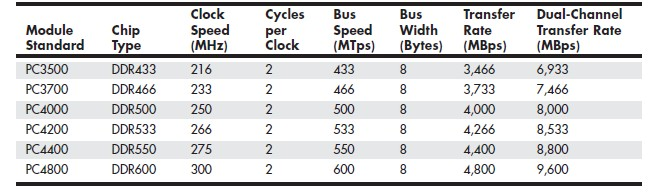 Module Standard Chip Type Clock Speed (MHz) Cycles per Clock Bus Speed (MTps) Bus Width (Bytes) Transfer Rate (MBps) Dual-Channel Transfer Rate (MBps)
PC3500 DDR433 216 2 433 8 3,466 6,933
PC3700 DDR466 233 2 466 8 3,733 7,466
PC4000 DDR500 250 2 500 8 4,000 8,000
PC4200 DDR533 266 2 533 8 4,266 8,533
PC4400 DDR550 275 2 550 8 4,400 8,800
PC4800 DDR600 300 2 600 8 4,800 9,600